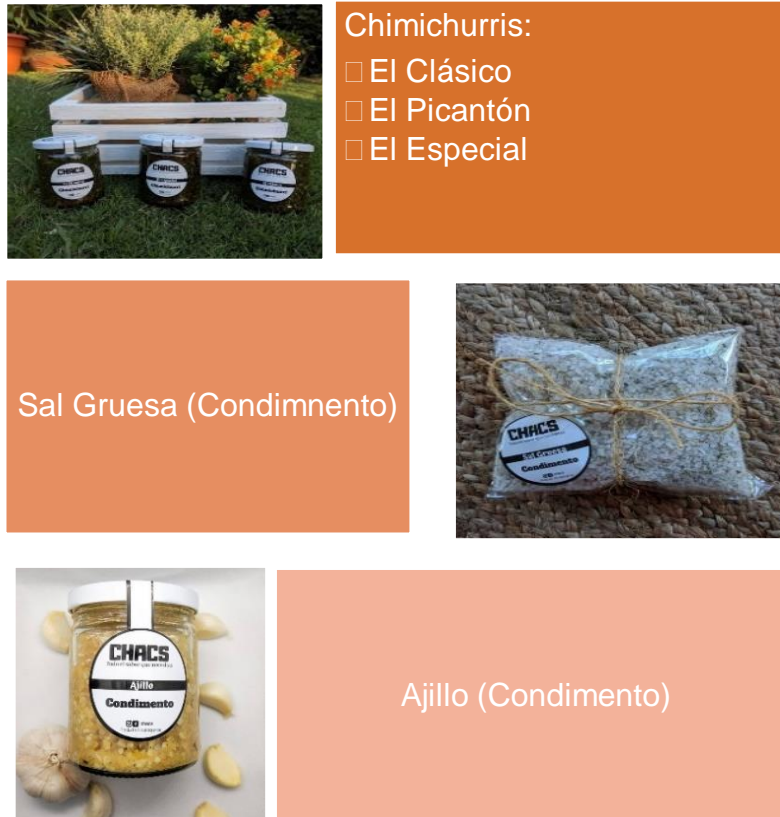 Chimichurris:
El Clásico
El Picantón
El Especial
CHACS
CHACS
CHACS
Sal Gruesa (Condimnento)
CHACS
Sal Gruesa
Condimento
CHACS
Ajillo
Condimento
Ajillo (Condimento)